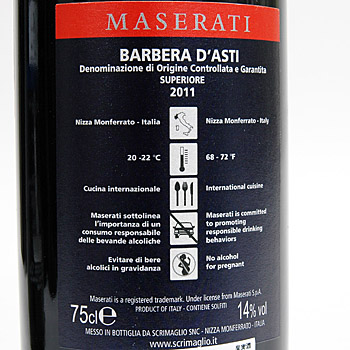 MASERATI
BARBERA D'ASTI
Denominazione di Origine Controllata e Garantita
SUPERIORE
2011
Nizza Monferrato - Italia
Nizza Monferrato - Italy
20 -22 °C
68 - 72 °F
Cucina internazionale
International cuisine
Maserati sottolinea
l'importanza di un
consumo responsabile
delle bevande alcoliche
Maserati is committed
to promoting
responsible drinking
behaviors
Evitare di bere
alcolici in gravidanza
No alcohol
for pregnant
Maserati is a registered trademark. Under license from Maserati S.p.A.
PRODUCT OF ITALY - CONTIENE SOLFITI
75cl e
14% vol
MESSO IN BOTTIGLIA DA SCRIMAGLIO SNC - NIZZA MONFERRATO - ITALIA
www.scrimaglio.com